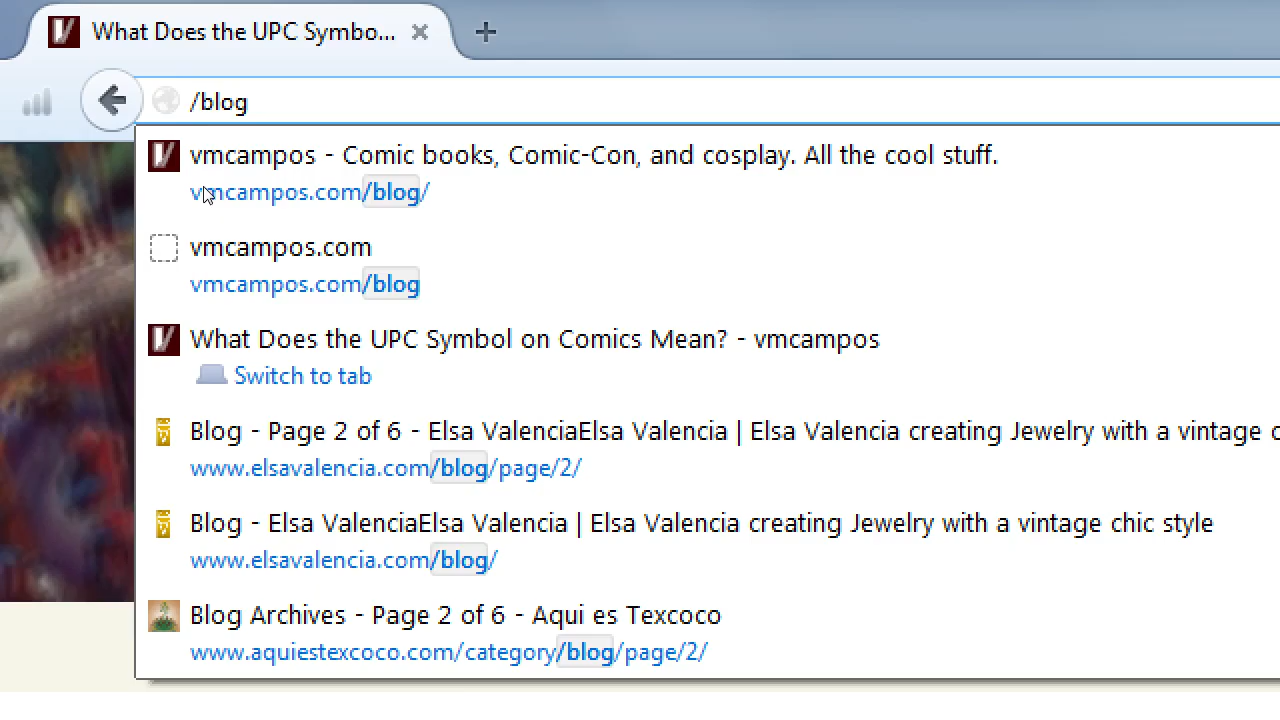 What Does the UPC Symbo...
/blog
vmcampos - Comic books, Comic-Con, and cosplay. All the cool stuff.
vmcampos.com/blog/
vmcampos.com
vmcampos.com/blog
What Does the UPC Symbol on Comics Mean? - vmcampos
Switch to tab
Blog - Page 2 of 6 - Elsa ValenciaElsa Valencia | Elsa Valencia creating Jewelry with a vintage c
www.elsavalencia.com/blog/page/2/
Blog - Elsa ValenciaElsa Valencia | Elsa Valencia creating Jewelry with a vintage chic style
www.elsavalencia.com/blog/
Blog Archives - Page 2 of 6 - Aqui es Texcoco
www.aquiestexcoco.com/category/blog/page/2/